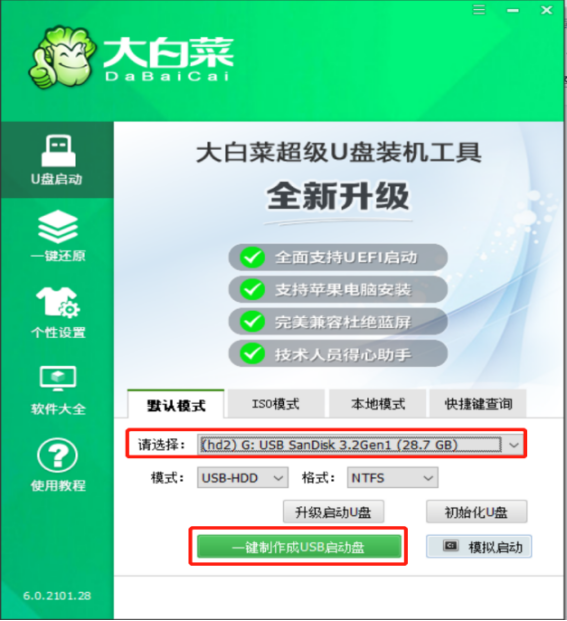 大白菜
DaBaiCai
U盘启动
一键还原
个性设置
软件大全
使用教程
6.0.2101.28
大白菜超级U盘装机工具
全新升级
全面支持UEFI启动
支持苹果电脑安装
完美兼容杜绝蓝屏
技术人员得心助手
默认模式 ISO模式 本地模式 快捷键查询
请选择： (hd2) G: USB SanDisk 3.2Gen1 (28.7 GB)
模式： USB-HDD 格式： NTFS
升级启动U盘 初始化U盘
一键制作成USB启动盘 模拟启动